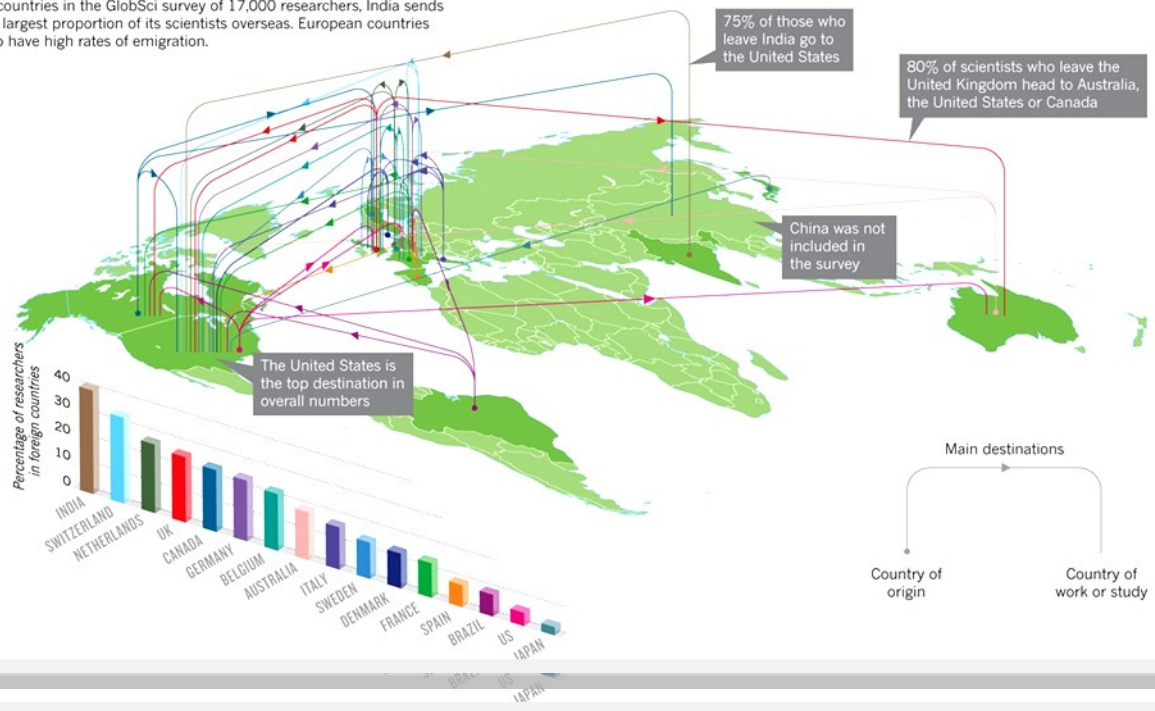 countries in the GlobSci survey of 17,000 researchers, India sends
largest proportion of its scientists overseas. European countries
have high rates of emigration.
75% of those who
leave India go to
the United States
80% of scientists who leave the
United Kingdom head to Australia,
the United States or Canada
China was not
included in
the survey
The United States is
the top destination in
overall numbers
Percentage of researchers
in foreign countries
40
30
20
10
0
INDIA
SWITZERLAND
NETHERLANDS
UK
CANADA
GERMANY
BELGIUM
AUSTRALIA
ITALY
SWEDEN
DENMARK
FRANCE
SPAIN
BRAZIL
US
JAPAN
Main destinations
Country of
origin
Country of
work or study
US
JAPAN